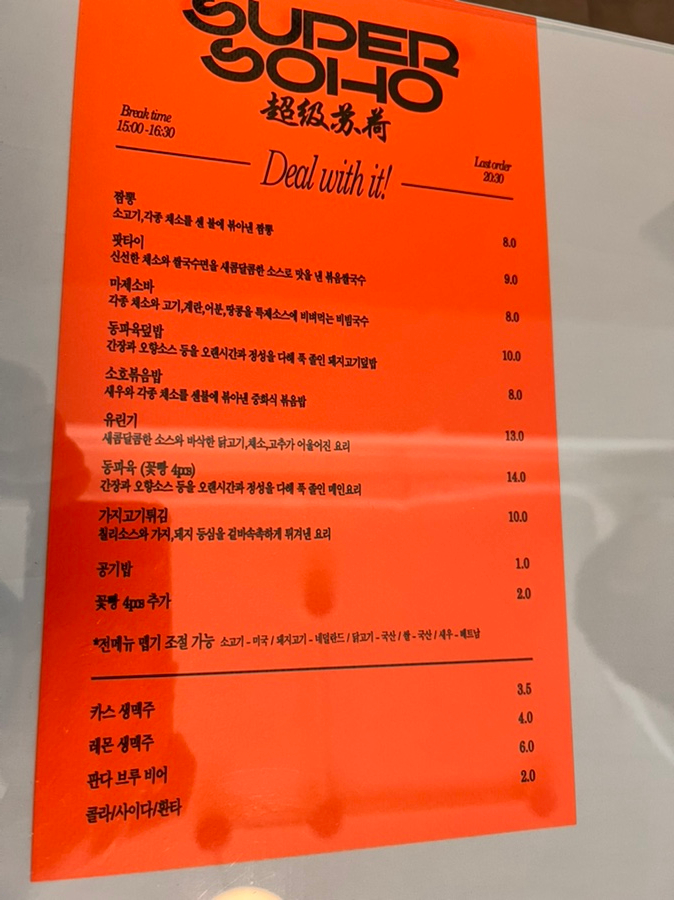 SUPER
SOHO
超级苏荷
Break time
15:00 -16:30
Last order
20:30
Deal with it!
짬뽕
소고기,각종 채소를 센 불에 볶아낸 짬뽕
8.0
팟타이
신선한 채소와 쌀국수면을 새콤달콤한 소스로 맛을 낸 볶음쌀국수
9.0
마제소바
각종 채소와 고기,계란,어분,땅콩을 특제소스에 비벼먹는 비빔국수
8.0
동파육덮밥
간장과 오향소스 등을 오랜시간과 정성을 다해 푹 졸인 돼지고기덮밥
10.0
소호볶음밥
새우와 각종 채소를 센불에 볶아낸 중화식 볶음밥
8.0
유린기
새콤달콤한 소스와 바삭한 닭고기,채소,고추가 어울어진 요리
13.0
동파육 (꽃빵 4pcs)
간장과 오향소스 등을 오랜시간과 정성을 다해 푹 졸인 메인요리
14.0
가지고기튀김
칠리소스와 가지,돼지 등심을 겉바속촉하게 튀겨낸 요리
10.0
공기밥
1.0
꽃빵 4pcs 추가
2.0
*전메뉴 맵기 조절 가능 소고기 - 미국 / 돼지고기 - 네덜란드 / 닭고기 - 국산 / 쌀 - 국산 / 새우 - 베트남
카스 생맥주
3.5
레몬 생맥주
4.0
판다 브루 비어
6.0
콜라/사이다/환타
2.0